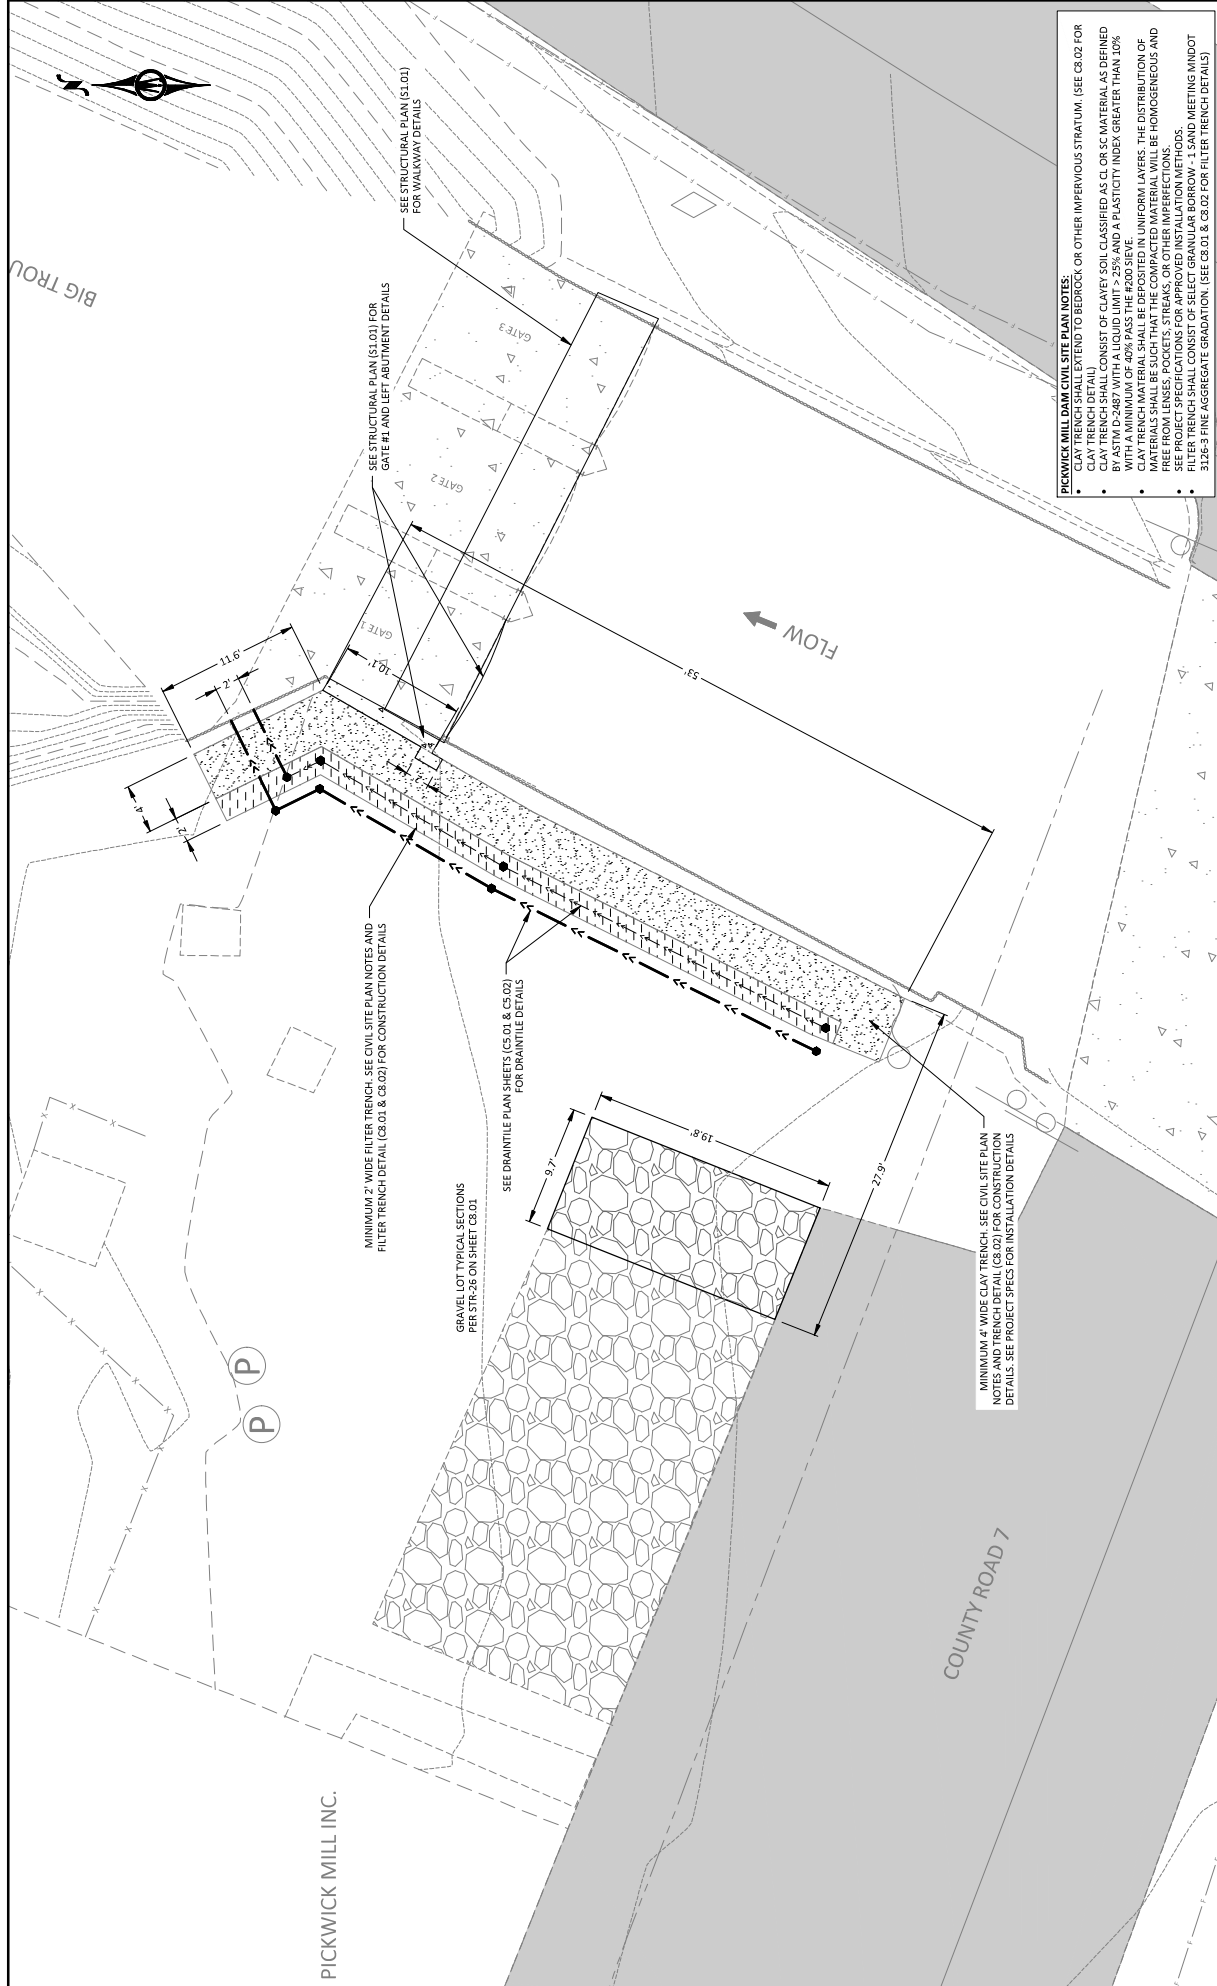 N
BIG TROU
SEE STRUCTURAL PLAN (S1.01)
FOR WALKWAY DETAILS
SEE STRUCTURAL PLAN (S1.01) FOR
GATE #1 AND LEFT ABUTMENT DETAILS
GATE 3
GATE 2
GATE 1
11.6'
2'
10.1'
4'
2'
2'
53'
FLOW
MINIMUM 2' WIDE FILTER TRENCH. SEE CIVIL SITE PLAN NOTES AND
FILTER TRENCH DETAIL (C8.01 & C8.02) FOR CONSTRUCTION DETAILS
SEE DRAINTILE PLAN SHEETS (C5.01 & C5.02)
FOR DRAINTILE DETAILS
GRAVEL LOT TYPICAL SECTIONS
PER STR-26 ON SHEET C8.01
9.7'
19.8'
27.9'
MINIMUM 4' WIDE CLAY TRENCH. SEE CIVIL SITE PLAN
NOTES AND TRENCH DETAIL (C8.02) FOR CONSTRUCTION
DETAILS. SEE PROJECT SPECS FOR INSTALLATION DETAILS
P
P
COUNTY ROAD 7
PICKWICK MILL INC.
PICKWICK MILL DAM CIVIL SITE PLAN NOTES:
• CLAY TRENCH SHALL EXTEND TO BEDROCK OR OTHER IMPERVIOUS STRATUM. (SEE C8.02 FOR
CLAY TRENCH DETAIL)
• CLAY TRENCH SHALL CONSIST OF CLAYEY SOIL CLASSIFIED AS CL OR SC MATERIAL AS DEFINED
BY ASTM D-2487 WITH A LIQUID LIMIT > 25% AND A PLASTICITY INDEX GREATER THAN 10%
WITH A MINIMUM OF 40% PASS THE #200 SIEVE.
• CLAY TRENCH MATERIAL SHALL BE DEPOSITED IN UNIFORM LAYERS. THE DISTRIBUTION OF
MATERIALS SHALL BE SUCH THAT THE COMPACTED MATERIAL WILL BE HOMOGENEOUS AND
FREE FROM LENSES, POCKETS, STREAKS, OR OTHER IMPERFECTIONS.
• SEE PROJECT SPECIFICATIONS FOR APPROVED INSTALLATION METHODS.
• FILTER TRENCH SHALL CONSIST OF SELECT GRANULAR BORROW - 1 SAND MEETING MNDOT
3126-3 FINE AGGREGATE GRADATION. (SEE C8.01 & C8.02 FOR FILTER TRENCH DETAILS)